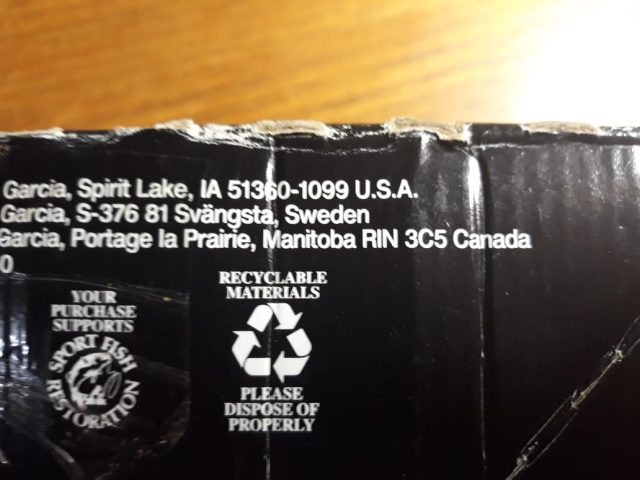 Garcia, Spirit Lake, IA 51360-1099 U.S.A.
Garcia, S-376 81 Svängsta, Sweden
Garcia, Portage la Prairie, Manitoba RIN 3C5 Canada
0
YOUR
PURCHASE
SUPPORTS
SPORT FISH
RESTORATION
RECYCLABLE
MATERIALS
PLEASE
DISPOSE OF
PROPERLY